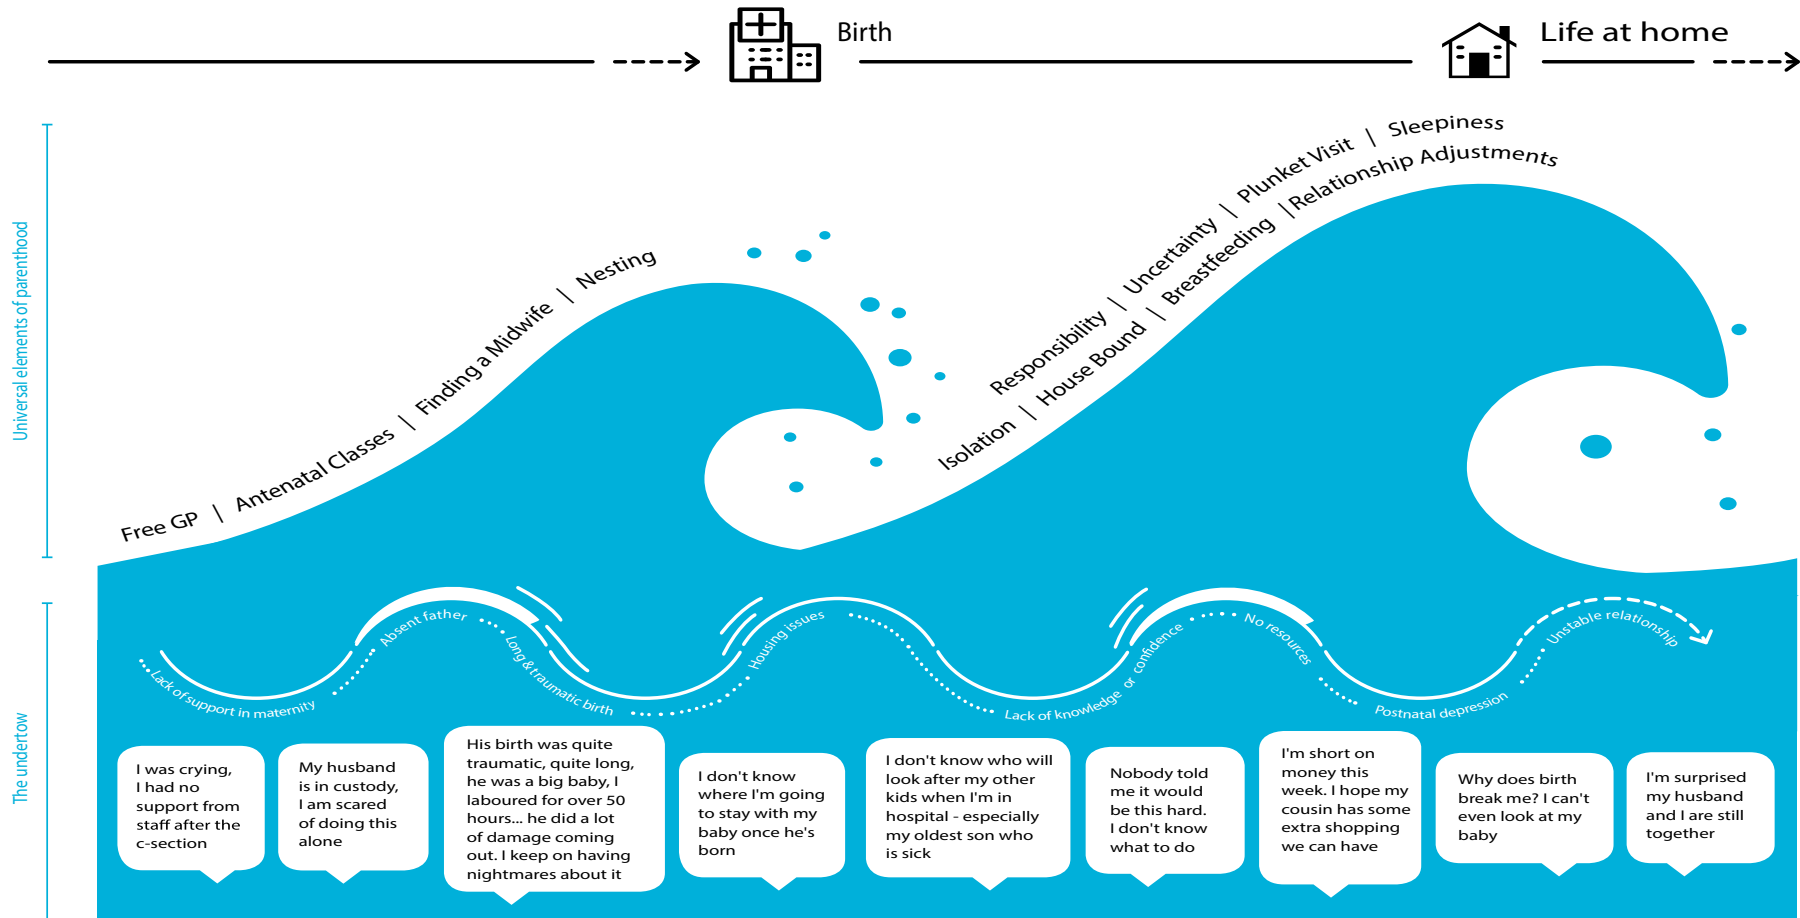 Birth
Life at home
Universal elements of parenthood
Free GP | Antenatal Classes | Finding a Midwife | Nesting
Responsibility | Uncertainty | Plunket Visit | Sleepiness
Isolation | House Bound | Breastfeeding | Relationship Adjustments
The undertow
Lack of support in maternity
Absent father
Long & traumatic birth
Housing issues
Lack of knowledge or confidence
No resources
Postnatal depression
Unstable relationship
I was crying,
I had no
support from
staff after the
c-section
My husband
is in custody,
I am scared
of doing this
alone
His birth was quite
traumatic, quite long,
he was a big baby, I
laboured for over 50
hours... he did a lot
of damage coming
out. I keep on having
nightmares about it
I don't know
where I'm going
to stay with my
baby once he's
born
I don't know who will
look after my other
kids when I'm in
hospital - especially
my oldest son who
is sick
Nobody told
me it would
be this hard.
I don't know
what to do
I'm short on
money this
week. I hope my
cousin has some
extra shopping
we can have
Why does birth
break me? I can't
even look at my
baby
I'm surprised
my husband
and I are still
together